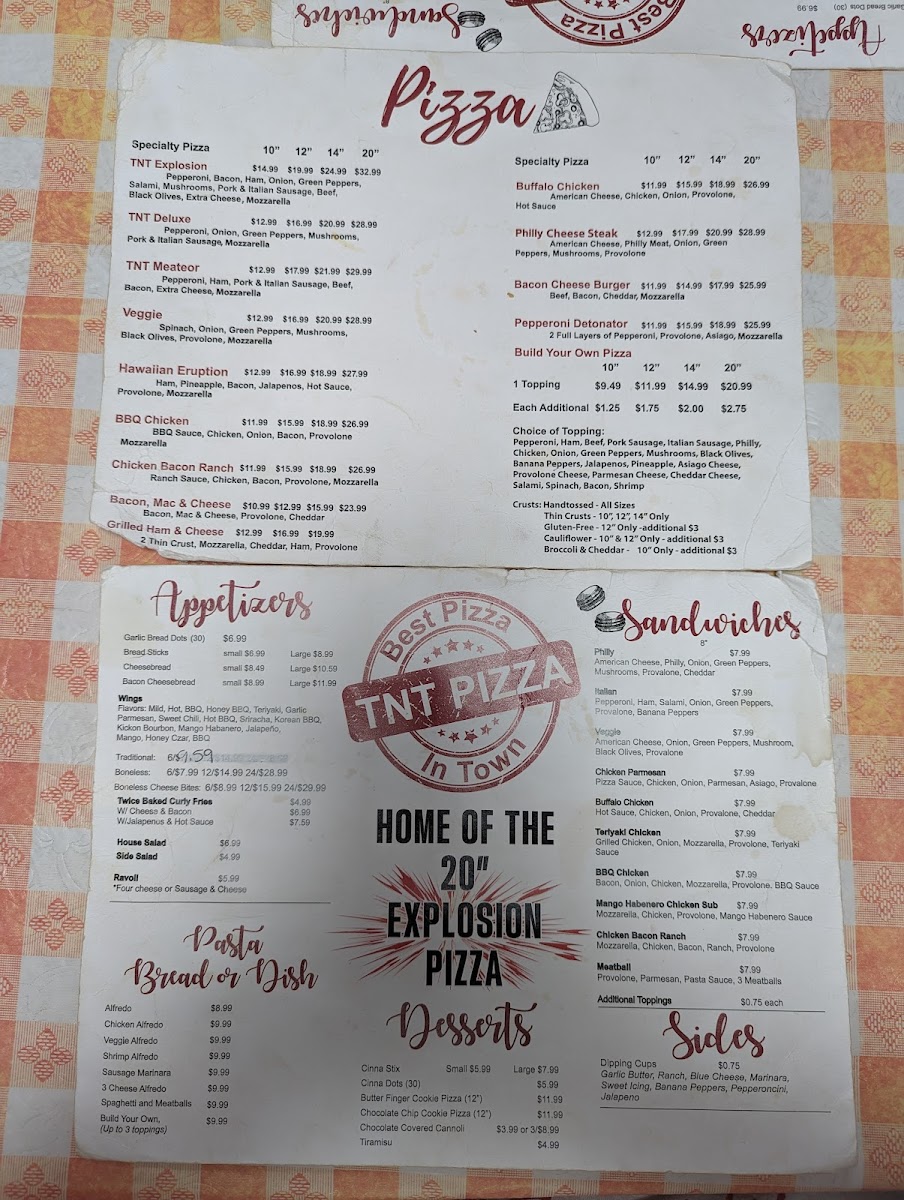 Sandwiches
8"
Best Pizza
Appetizers
Garlic Bread Dots (30) $6.99
Pizza
Specialty Pizza 10" 12" 14" 20"
TNT Explosion $14.99 $19.99 $24.99 $32.99
Pepperoni, Bacon, Ham, Onion, Green Peppers,
Salami, Mushrooms, Pork & Italian Sausage, Beef,
Black Olives, Extra Cheese, Mozzarella
TNT Deluxe $12.99 $16.99 $20.99 $28.99
Pepperoni, Onion, Green Peppers, Mushrooms,
Pork & Italian Sausage, Mozzarella
TNT Meateor $12.99 $17.99 $21.99 $29.99
Pepperoni, Ham, Pork & Italian Sausage, Beef,
Bacon, Extra Cheese, Mozzarella
Veggie $12.99 $16.99 $20.99 $28.99
Spinach, Onion, Green Peppers, Mushrooms,
Black Olives, Provolone, Mozzarella
Hawaiian Eruption $12.99 $16.99 $18.99 $27.99
Ham, Pineapple, Bacon, Jalapenos, Hot Sauce,
Provolone, Mozzarella
BBQ Chicken $11.99 $15.99 $18.99 $26.99
BBQ Sauce, Chicken, Onion, Bacon, Provolone
Mozzarella
Chicken Bacon Ranch $11.99 $15.99 $18.99 $26.99
Ranch Sauce, Chicken, Bacon, Provolone, Mozzarella
Bacon, Mac & Cheese $10.99 $12.99 $15.99 $23.99
Bacon, Mac & Cheese, Provolone, Cheddar
Grilled Ham & Cheese $12.99 $16.99 $19.99
2 Thin Crust, Mozzarella, Cheddar, Ham, Provolone
Specialty Pizza 10" 12" 14" 20"
Buffalo Chicken $11.99 $15.99 $18.99 $26.99
American Cheese, Chicken, Onion, Provolone,
Hot Sauce
Philly Cheese Steak $12.99 $17.99 $20.99 $28.99
American Cheese, Philly Meat, Onion, Green
Peppers, Mushrooms, Provolone
Bacon Cheese Burger $11.99 $14.99 $17.99 $25.99
Beef, Bacon, Cheddar, Mozzarella
Pepperoni Detonator $11.99 $15.99 $18.99 $25.99
2 Full Layers of Pepperoni, Provolone, Asiago, Mozzarella
Build Your Own Pizza
10" 12" 14" 20"
1 Topping $9.49 $11.99 $14.99 $20.99
Each Additional $1.25 $1.75 $2.00 $2.75
Choice of Topping:
Pepperoni, Ham, Beef, Pork Sausage, Italian Sausage, Philly,
Chicken, Onion, Green Peppers, Mushrooms, Black Olives,
Banana Peppers, Jalapenos, Pineapple, Asiago Cheese,
Provolone Cheese, Parmesan Cheese, Cheddar Cheese,
Salami, Spinach, Bacon, Shrimp
Crusts: Handtossed - All Sizes
Thin Crusts - 10", 12", 14" Only
Gluten-Free - 12" Only -additional $3
Cauliflower - 10" & 12" Only - additional $3
Broccoli & Cheddar - 10" Only - additional $3
Appetizers
Garlic Bread Dots (30) $6.99
Bread Sticks small $6.99 Large $8.99
Cheesebread small $8.49 Large $10.59
Bacon Cheesebread small $8.99 Large $11.99
Wings
Flavors: Mild, Hot, BBQ, Honey BBQ, Teriyaki, Garlic
Parmesan, Sweet Chili, Hot BBQ, Sriracha, Korean BBQ,
Kickon Bourbon, Mango Habanero, Jalapeño,
Mango, Honey Czar, BBQ
Traditional: 6/$9.59
Boneless: 6/$7.99 12/$14.99 24/$28.99
Boneless Cheese Bites: 6/$8.99 12/$15.99 24/$29.99
Twice Baked Curly Fries $4.99
W/ Cheese & Bacon $6.99
W/Jalapenus & Hot Sauce $7.59
House Salad $6.99
Side Salad $4.99
Ravoli $5.99
*Four cheese or Sausage & Cheese
Pasta
Bread or Dish
Alfredo $8.99
Chicken Alfredo $9.99
Veggie Alfredo $9.99
Shrimp Alfredo $9.99
Sausage Marinara $9.99
3 Cheese Alfredo $9.99
Spaghetti and Meatballs $9.99
Build Your Own, $9.99
(Up to 3 toppings)
Best Pizza
TNT PIZZA
In Town
HOME OF THE
20"
EXPLOSION
PIZZA
Desserts
Cinna Stix Small $5.99 Large $7.99
Cinna Dots (30) $5.99
Butter Finger Cookie Pizza (12") $11.99
Chocolate Chip Cookie Pizza (12") $11.99
Chocolate Covered Cannoli $3.99 or 3/$8.99
Tiramisu $4.99
Sandwiches
8"
Philly $7.99
American Cheese, Philly, Onion, Green Peppers,
Mushrooms, Provalone, Cheddar
Italian $7.99
Pepperoni, Ham, Salami, Onion, Green Peppers,
Provalone, Banana Peppers
Veggie $7.99
American Cheese, Onion, Green Peppers, Mushroom,
Black Olives, Provalone
Chicken Parmesan $7.99
Pizza Sauce, Chicken, Onion, Parmesan, Asiago, Provalone
Buffalo Chicken $7.99
Hot Sauce, Chicken, Onion, Provalone, Cheddar
Teriyaki Chicken $7.99
Grilled Chicken, Onion, Mozzarella, Provalone, Teriyaki
Sauce
BBQ Chicken $7.99
Bacon, Onion, Chicken, Mozzarella, Provalone. BBQ Sauce
Mango Habenero Chicken Sub $7.99
Mozzarella, Chicken, Provalone, Mango Habenero Sauce
Chicken Bacon Ranch $7.99
Mozzarella, Chicken, Bacon, Ranch, Provalone
Meatball $7.99
Provalone, Parmesan, Pasta Sauce, 3 Meatballs
Additional Toppings $0.75 each
Sides
Dipping Cups $0.75
Garlic Butter, Ranch, Blue Cheese, Marinara,
Sweet Icing, Banana Peppers, Pepperoncini,
Jalapeno